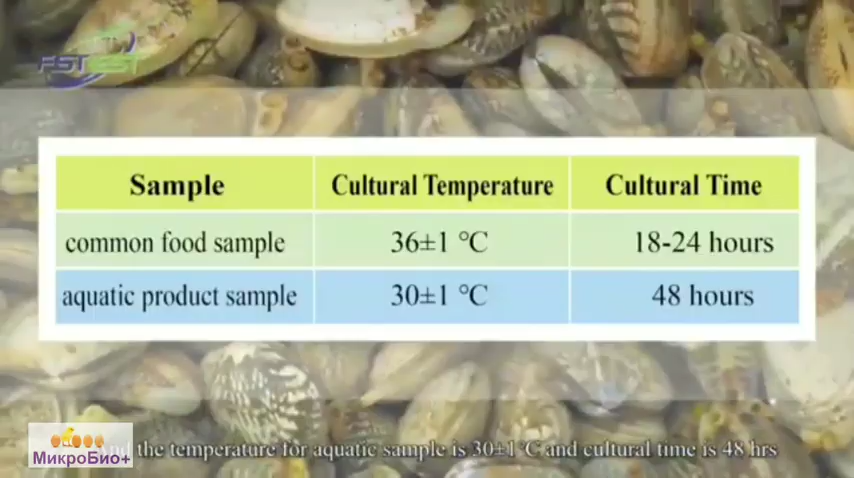 FSTEST
Sample Cultural Temperature Cultural Time
common food sample 36±1 °C 18-24 hours
aquatic product sample 30±1 °C 48 hours
And the temperature for aquatic sample is 30±1°C and cultural time is 48 hrs
МикроБио+